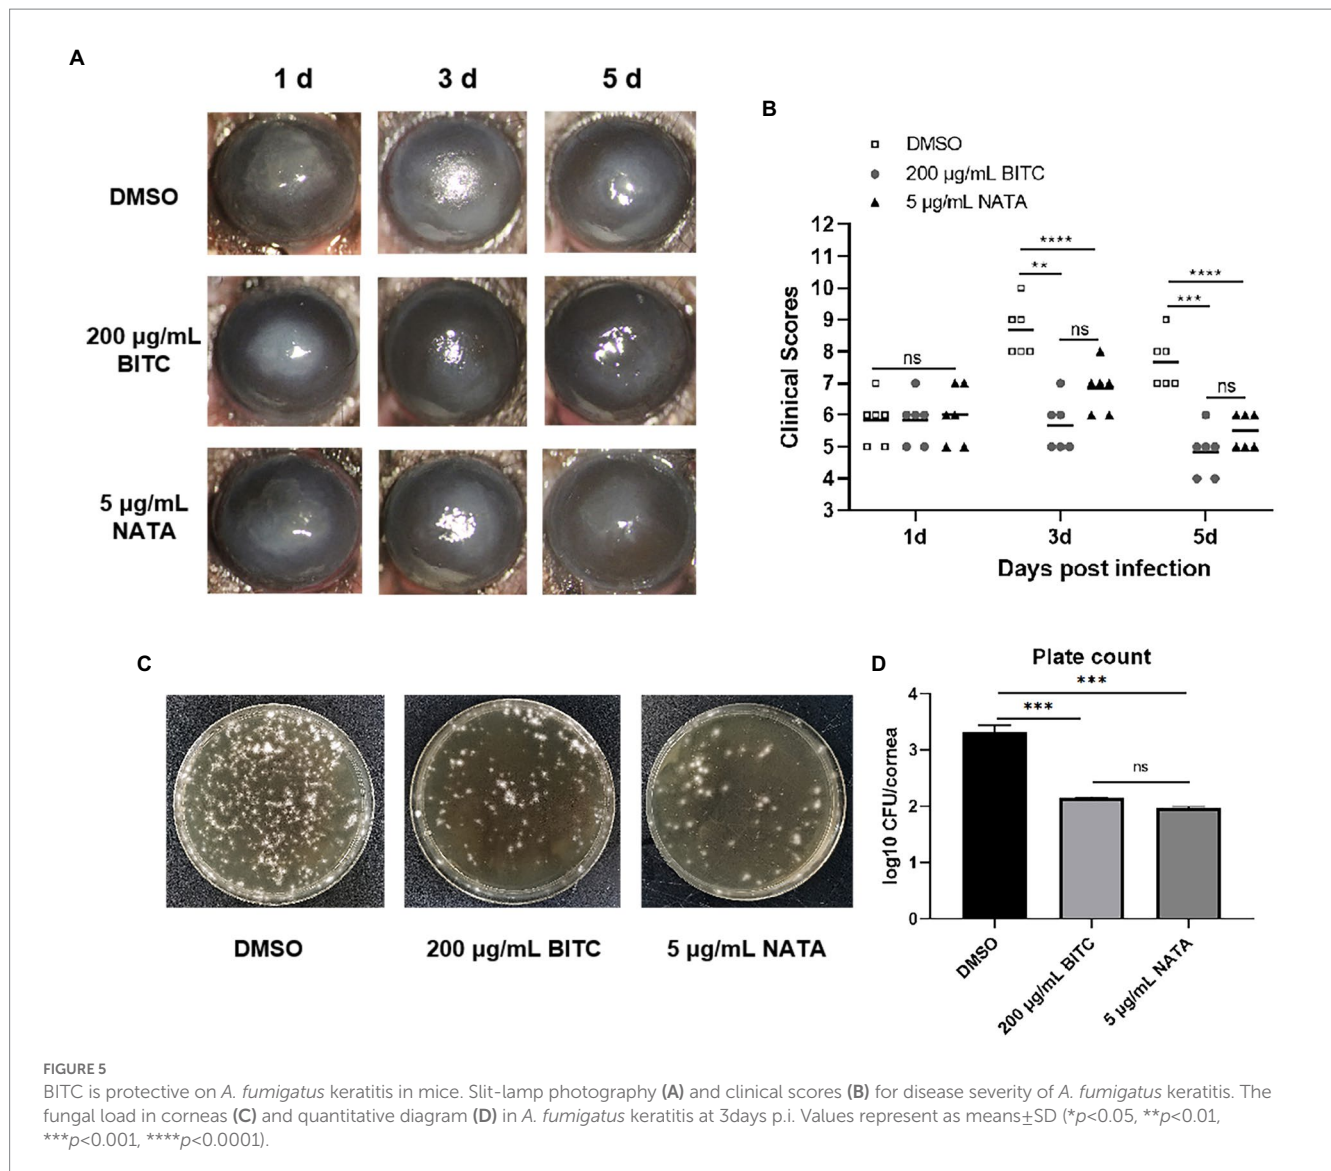 A
1 d
3 d
5 d
DMSO
200 µg/mL
BITC
5 µg/mL
NATA
B
DMSO
200 µg/mL BITC
5 µg/mL NATA
Clinical Scores
12
11
10
9
8
7
6
5
4
3
ns
****
**
ns
****
***
ns
1d
3d
5d
Days post infection
C
DMSO
200 µg/mL BITC
5 µg/mL NATA
D
Plate count
log10 CFU/cornea
4
3
2
1
0
***
***
ns
DMSO
200 µg/mL BITC
5 µg/mL NATA
FIGURE 5
BITC is protective on A. fumigatus keratitis in mice. Slit-lamp photography (A) and clinical scores (B) for disease severity of A. fumigatus keratitis. The
fungal load in corneas (C) and quantitative diagram (D) in A. fumigatus keratitis at 3days p.i. Values represent as means±SD (*p<0.05, **p<0.01,
***p<0.001, ****p<0.0001).